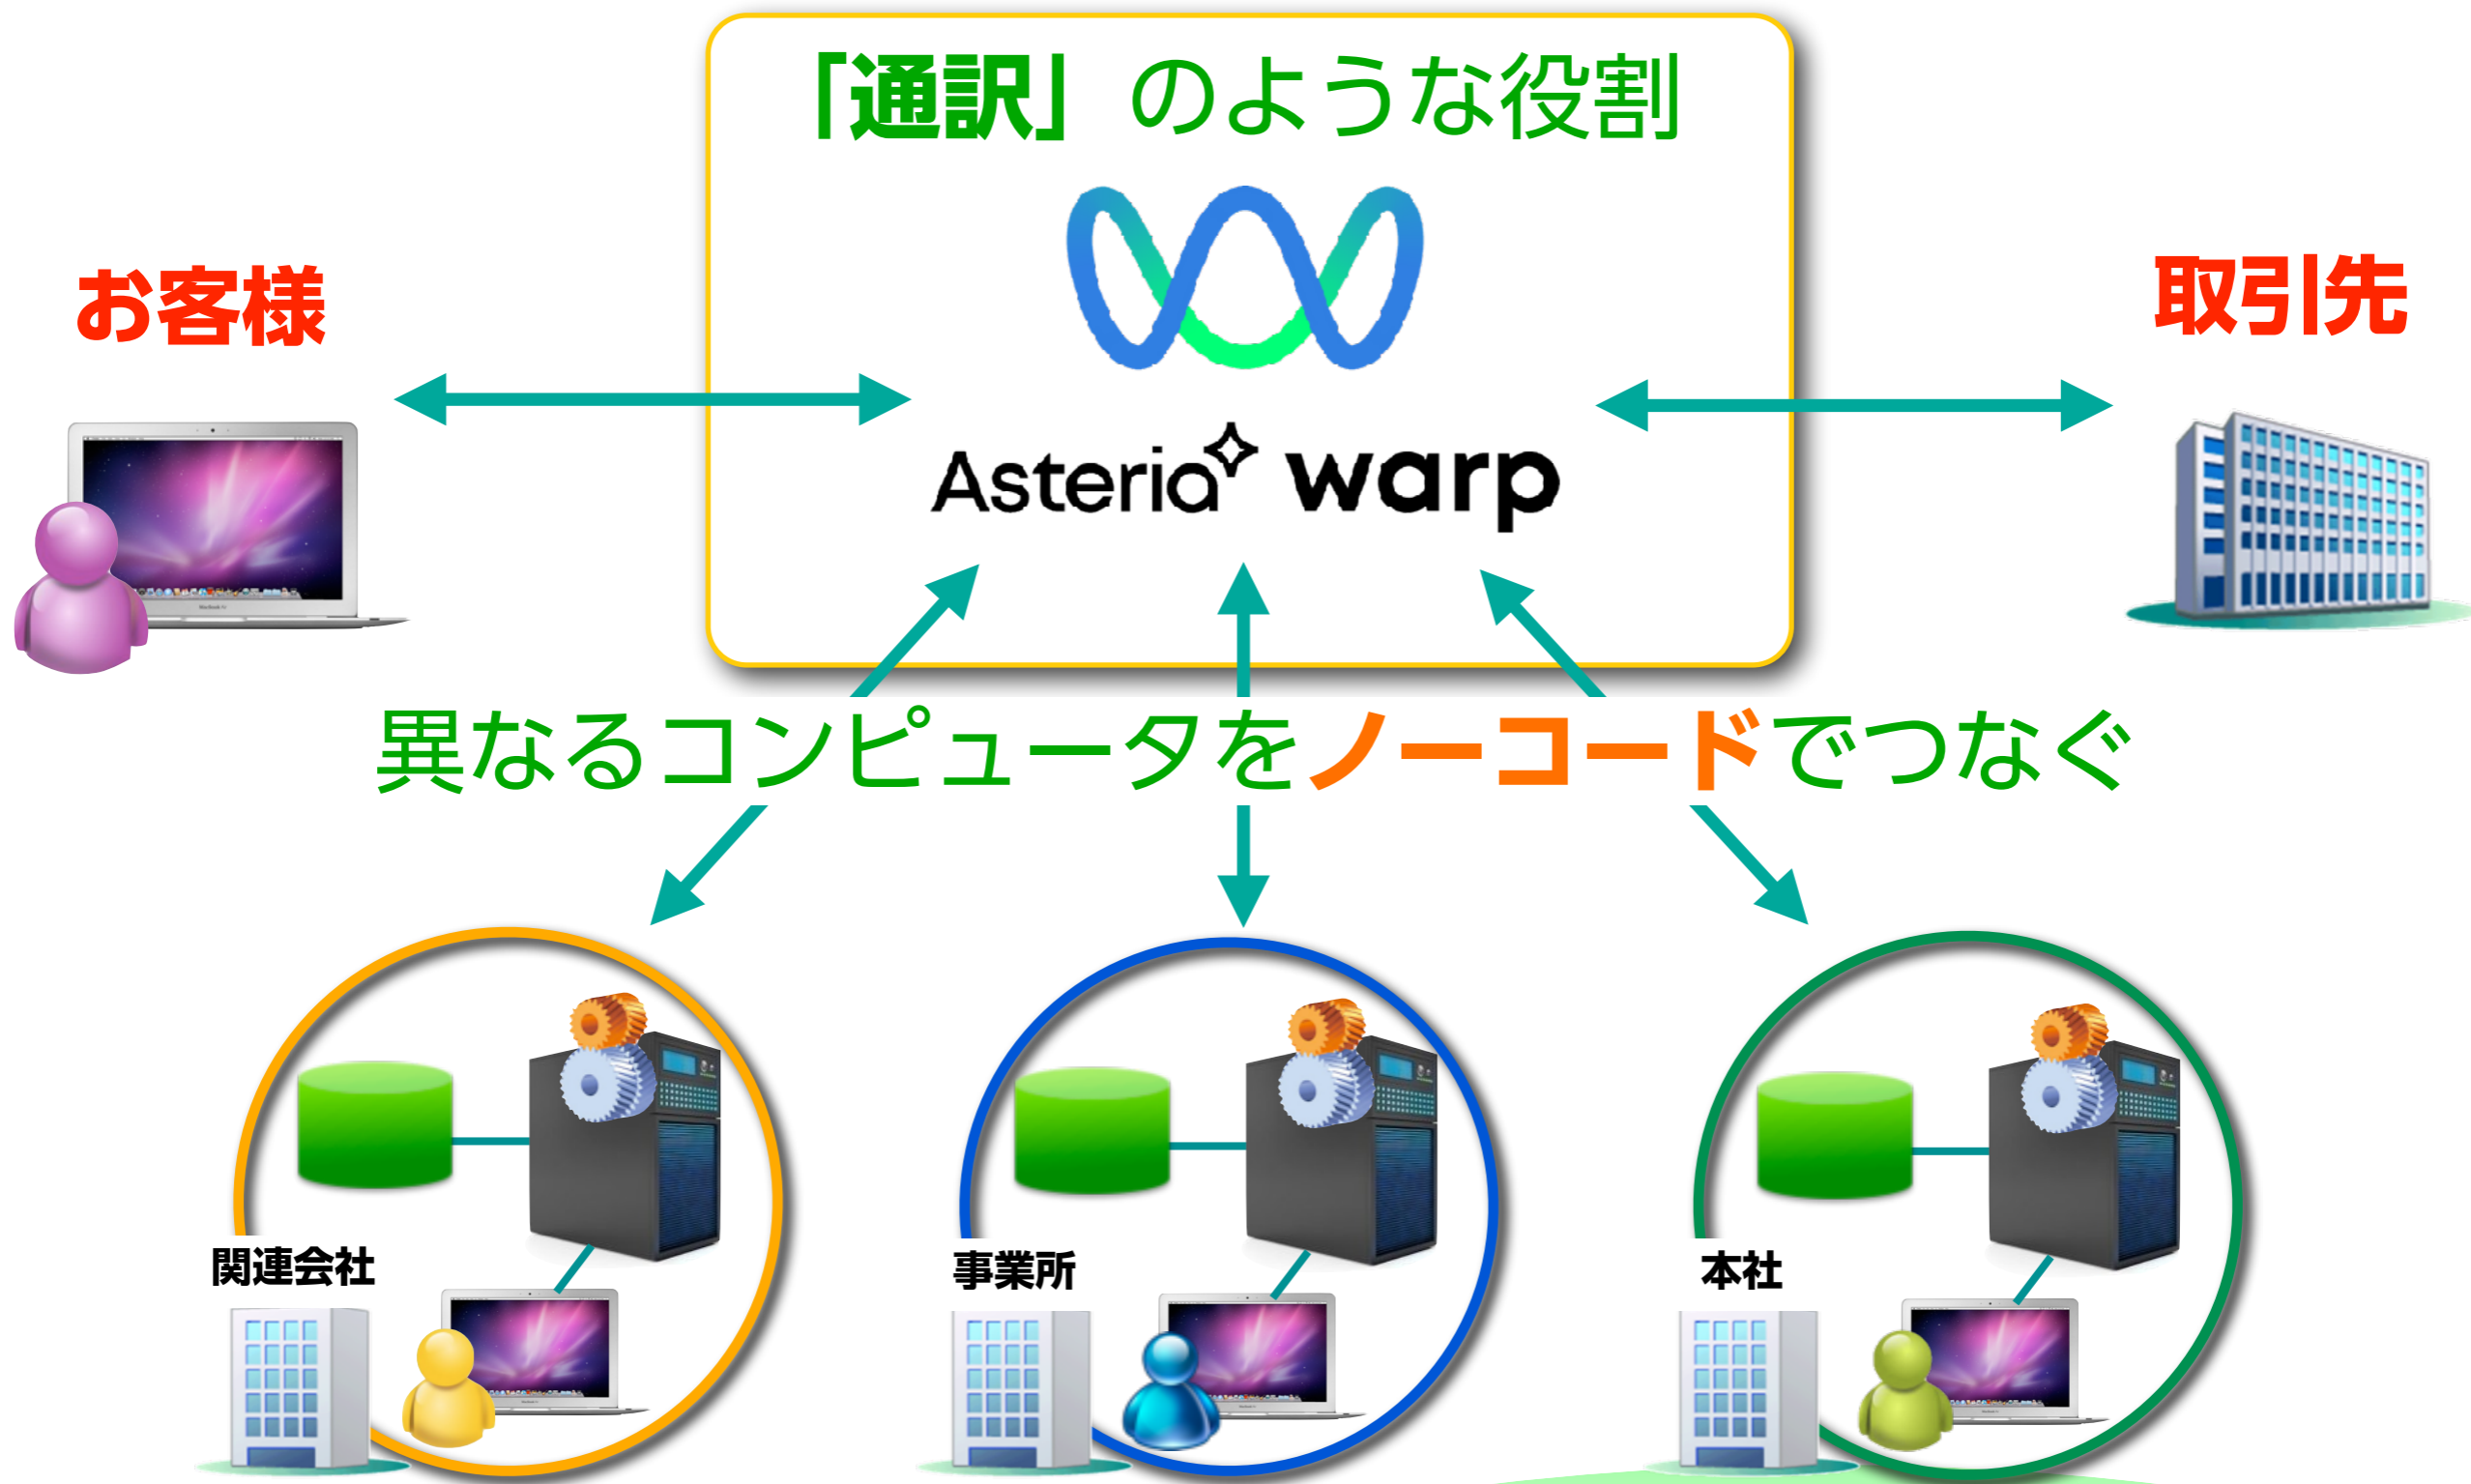 「通訳」のような役割
お客様
取引先
Asteria warp
異なるコンピュータをノーコードでつなぐ
関連会社
事業所
本社